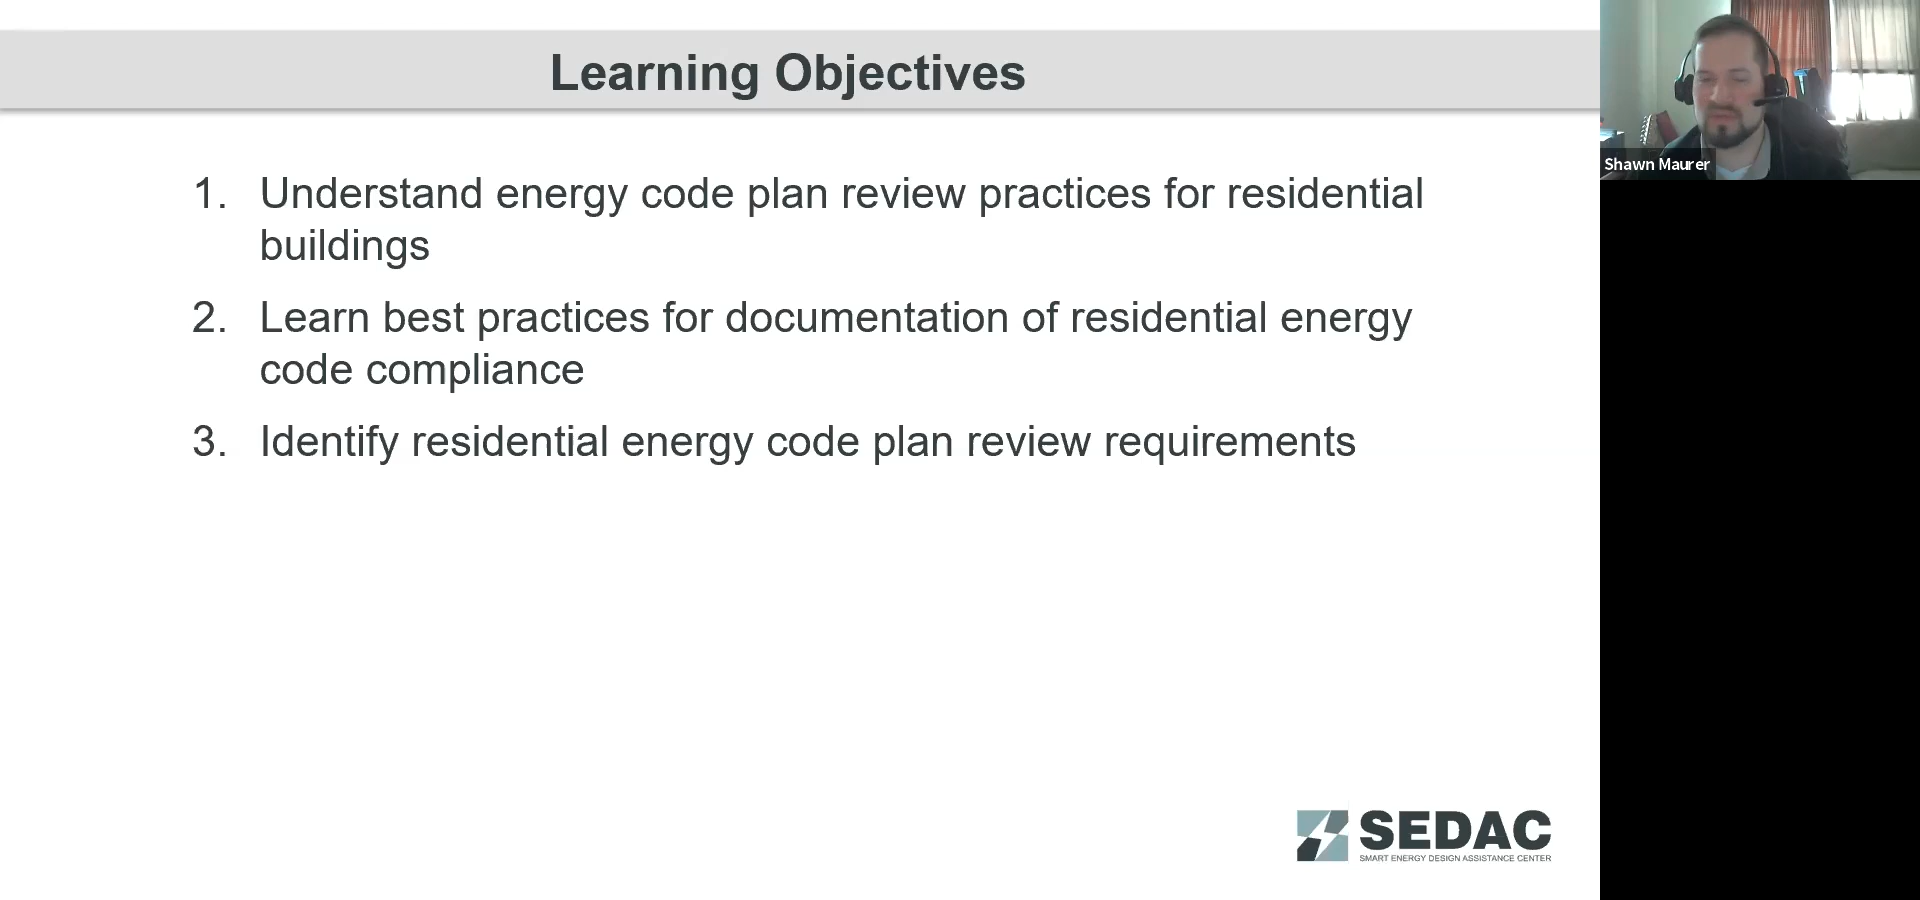 Learning Objectives
1. Understand energy code plan review practices for residential
buildings
2. Learn best practices for documentation of residential energy
code compliance
3. Identify residential energy code plan review requirements
Shawn Maurer
SEDAC
SMART ENERGY DESIGN ASSISTANCE CENTER